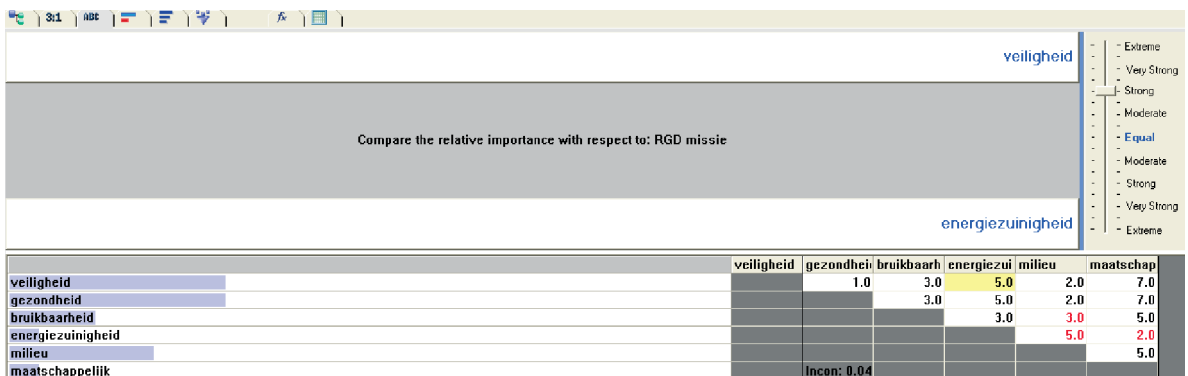 3:1 ABC fx
veiligheid
Compare the relative importance with respect to: RGD missie
energiezuinigheid
Extreme
Very Strong
Strong
Moderate
Equal
Moderate
Strong
Very Strong
Extreme
veiligheid gezondhei bruikbaarh energiezui milieu maatschap
veiligheid 1.0 3.0 5.0 2.0 7.0
gezondheid 3.0 5.0 2.0 7.0
bruikbaarheid 3.0 3.0 5.0
energiezuinigheid 5.0 2.0
milieu 5.0
maatschappelijk Incon: 0.04